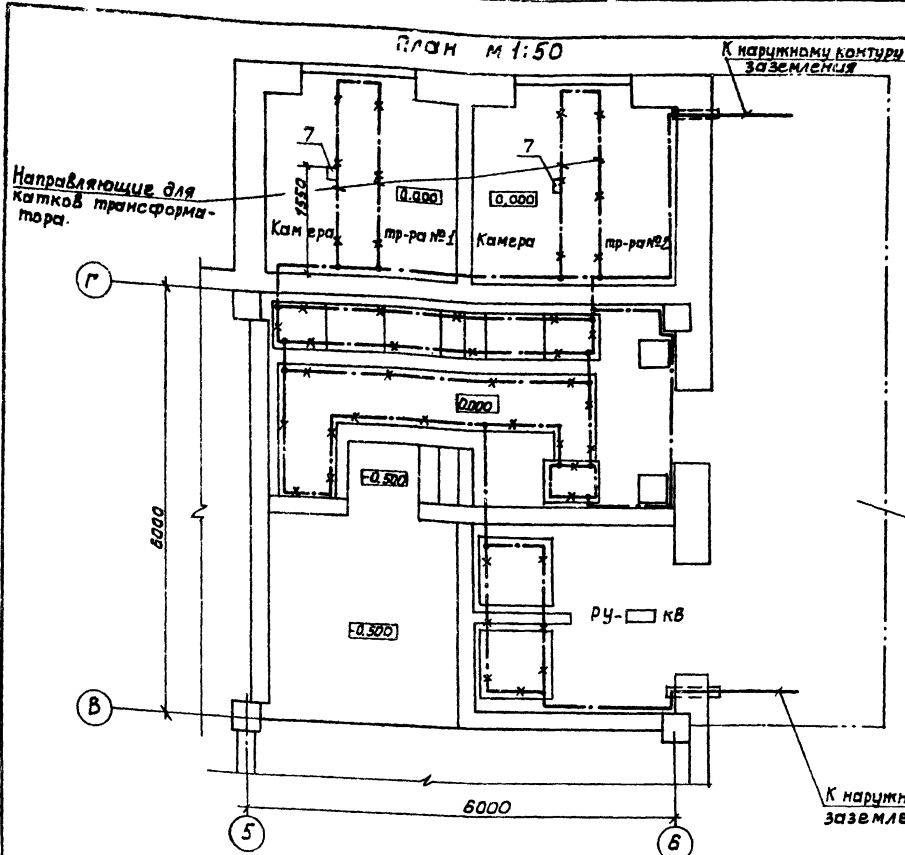 План м 1:50
К наружному контуру
заземления
7
7
Направляющие для
катков трансформа-
тора.
1550
0.000
0,000
Камера
тр-ра №1
Камера
тр-ра №2
Г
0.000
-0.500
6000
РУ- кв
-0.500
В
К наружн
заземле
6000
5
6